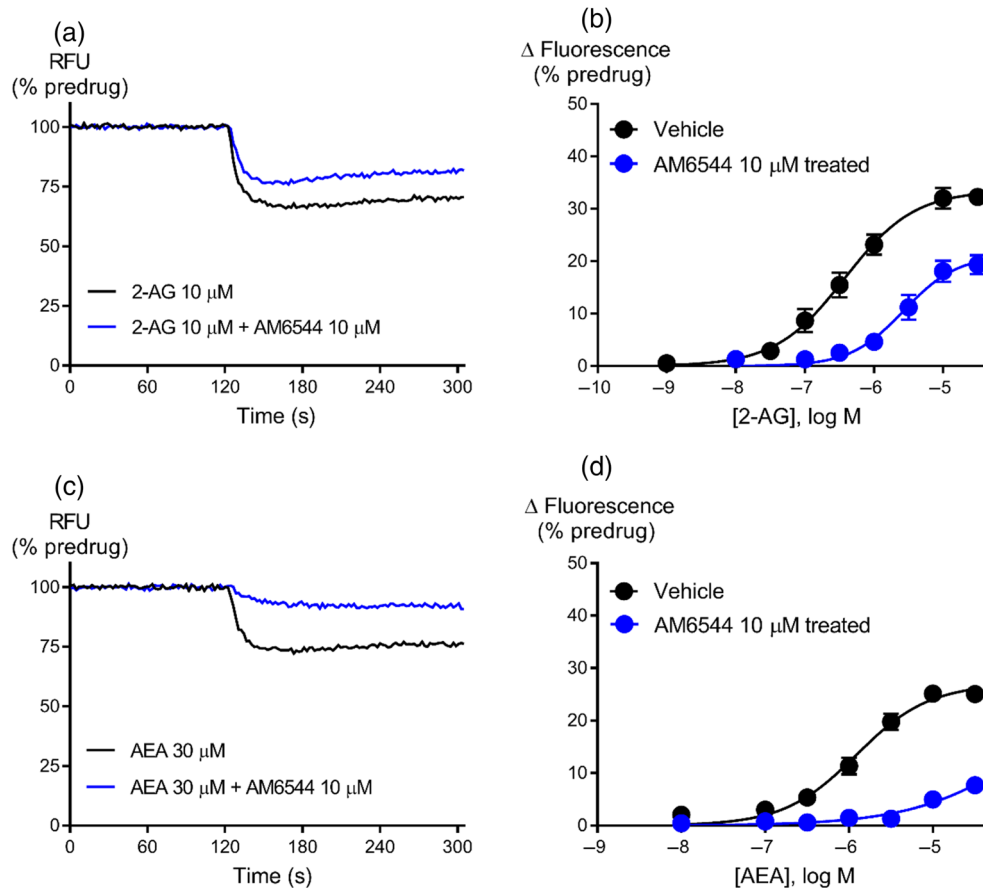 (a)
RFU
(% predrug)
100
75
50
25
0
2-AG 10 μM
2-AG 10 μM + AM6544 10 μM
0 60 120 180 240 300
Time (s)
(b)
Δ Fluorescence
(% predrug)
50
40
30
20
10
0
Vehicle
AM6544 10 μM treated
−10 −9 −8 −7 −6 −5
[2-AG], log M
(c)
RFU
(% predrug)
100
75
50
25
0
AEA 30 μM
AEA 30 μM + AM6544 10 μM
0 60 120 180 240 300
Time (s)
(d)
Δ Fluorescence
(% predrug)
50
40
30
20
10
0
Vehicle
AM6544 10 μM treated
−9 −8 −7 −6 −5
[AEA], log M